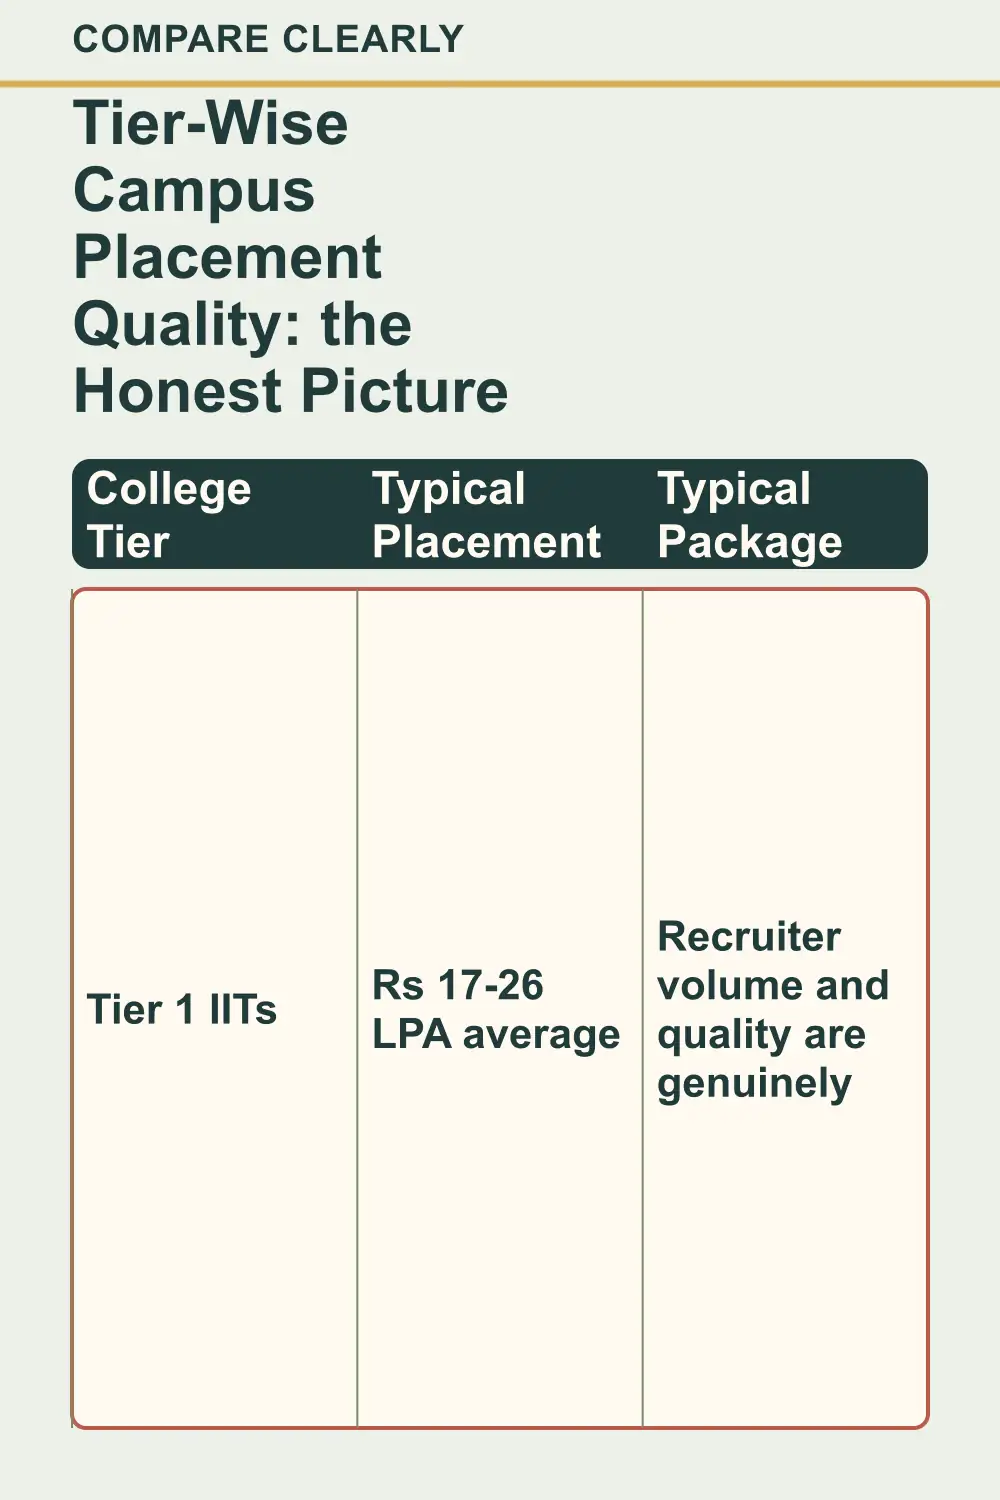 COMPARE CLEARLY
Tier-Wise
Campus
Placement
Quality: the
Honest Picture
College
Tier
Typical
Placement
Typical
Package
Tier 1 IITs
Rs 17-26
LPA average
Recruiter
volume and
quality are
genuinely